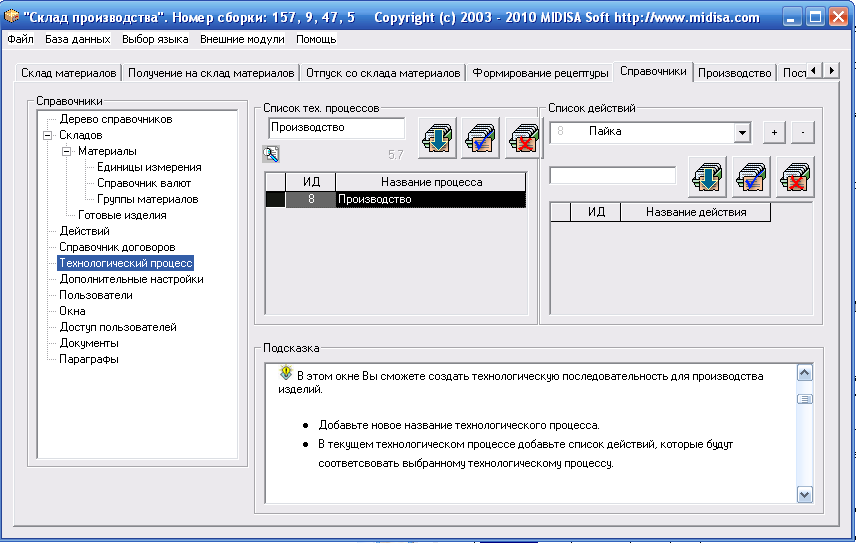 "Склад производства". Номер сборки: 157, 9, 47, 5 Copyright (c) 2003 - 2010 MIDISA Soft http://www.midisa.com
Файл База данных Выбор языка Внешние модули Помощь
Склад материалов Получение на склад материалов Отпуск со склада материалов Формирование рецептуры Справочники Производство Пост
Справочники
Дерево справочников
Складов
Материалы
Единицы измерения
Справочник валют
Группы материалов
Готовые изделия
Действий
Справочник договоров
Технологический процесс
Дополнительные настройки
Пользователи
Окна
Доступ пользователей
Документы
Параграфы
Список тех. процессов
Производство
5.7
ИД Название процесса
8 Производство
Список действий
8 Пайка + -
ИД Название действия
Подсказка
В этом окне Вы сможете создать технологическую последовательность для производства
изделий.
• Добавьте новое название технологического процесса.
• В текущем технологическом процессе добавьте список действий, которые будут
соответсвовать выбранному технологическому процессу.